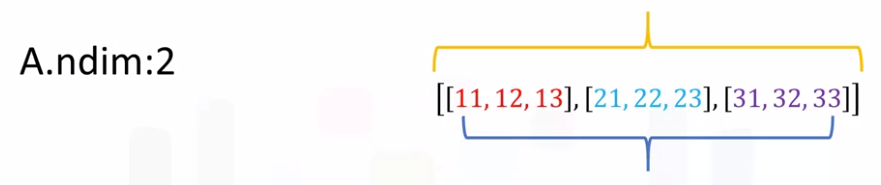 A.ndim:2
[[11, 12, 13], [21, 22, 23], [31, 32, 33]]